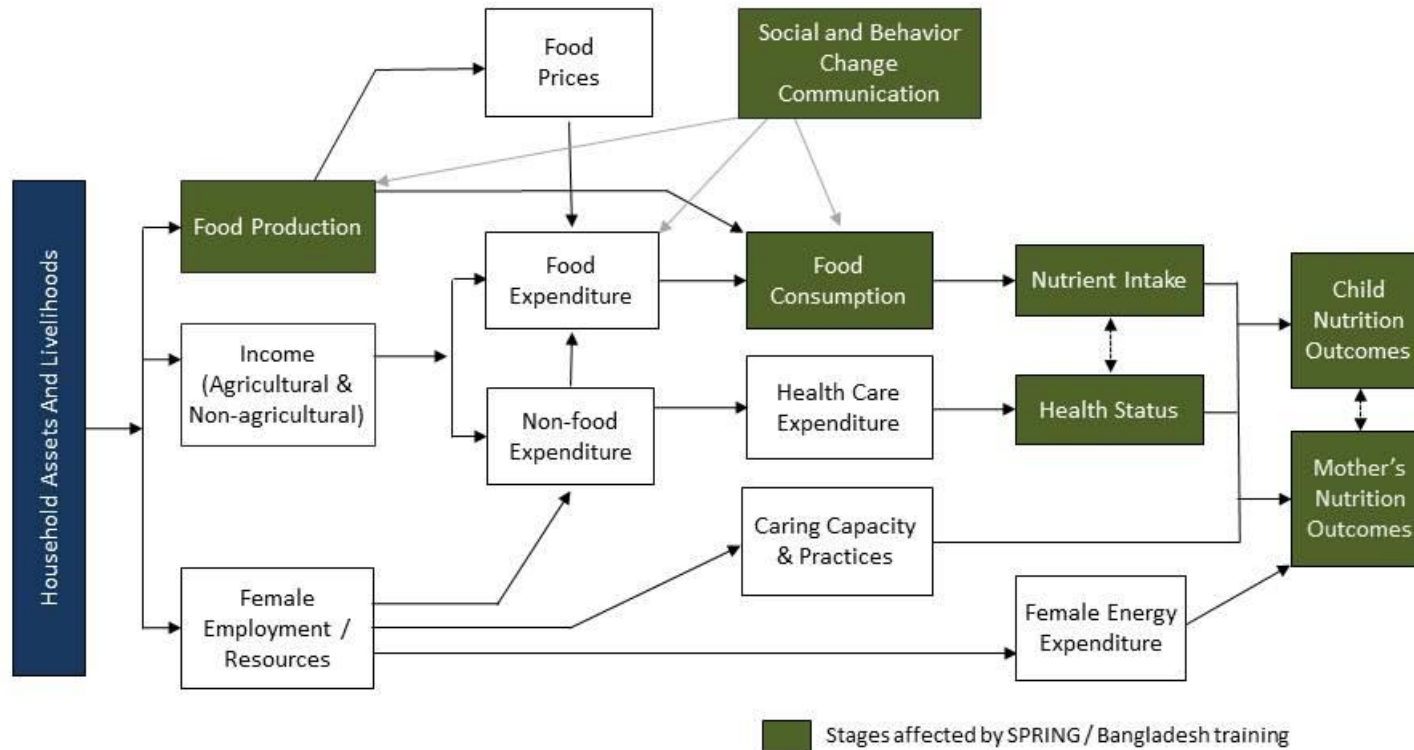 Food
Prices
Social and Behavior
Change
Communication
Household Assets And Livelihoods
Food Production
Food
Expenditure
Food
Consumption
Nutrient Intake
Child
Nutrition
Outcomes
Income
(Agricultural &
Non-agricultural)
Non-food
Expenditure
Health Care
Expenditure
Health Status
Mother's
Nutrition
Outcomes
Caring Capacity
& Practices
Female
Employment /
Resources
Female Energy
Expenditure
Stages affected by SPRING / Bangladesh training